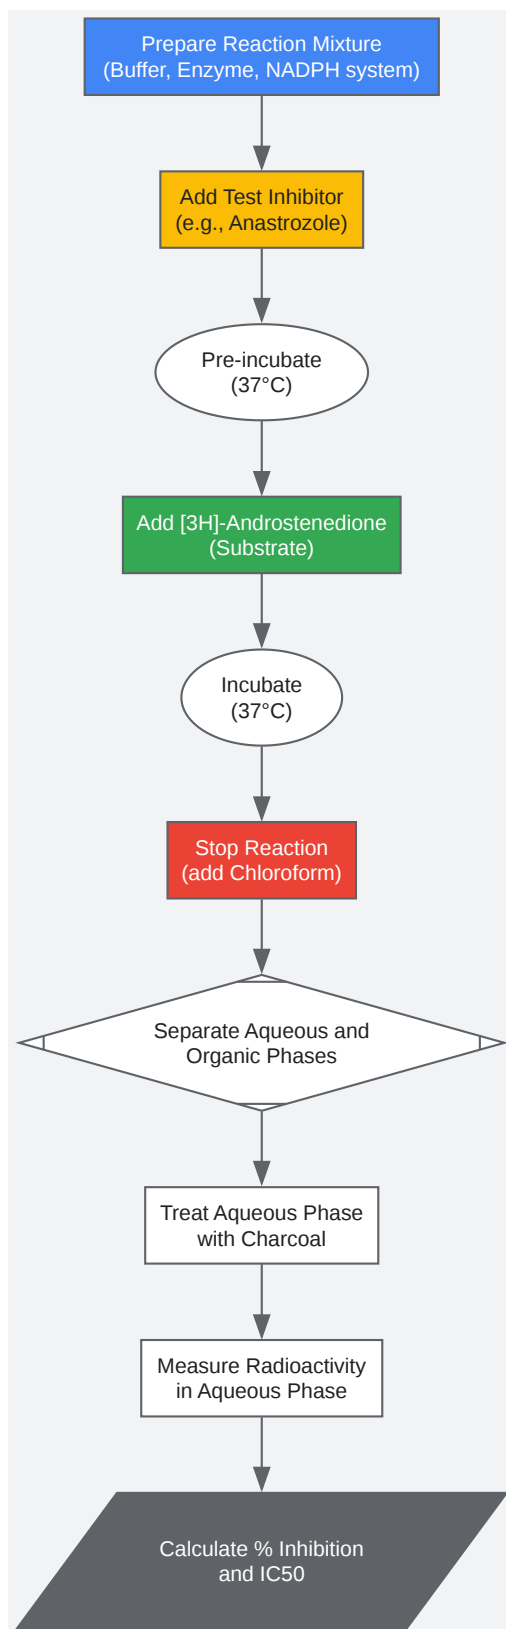 Prepare Reaction Mixture
(Buffer, Enzyme, NADPH system)
Add Test Inhibitor
(e.g., Anastrozole)
Pre-incubate
(37°C)
Add [3H]-Androstenedione
(Substrate)
Incubate
(37°C)
Stop Reaction
(add Chloroform)
Separate Aqueous and
Organic Phases
Treat Aqueous Phase
with Charcoal
Measure Radioactivity
in Aqueous Phase
Calculate % Inhibition
and IC50